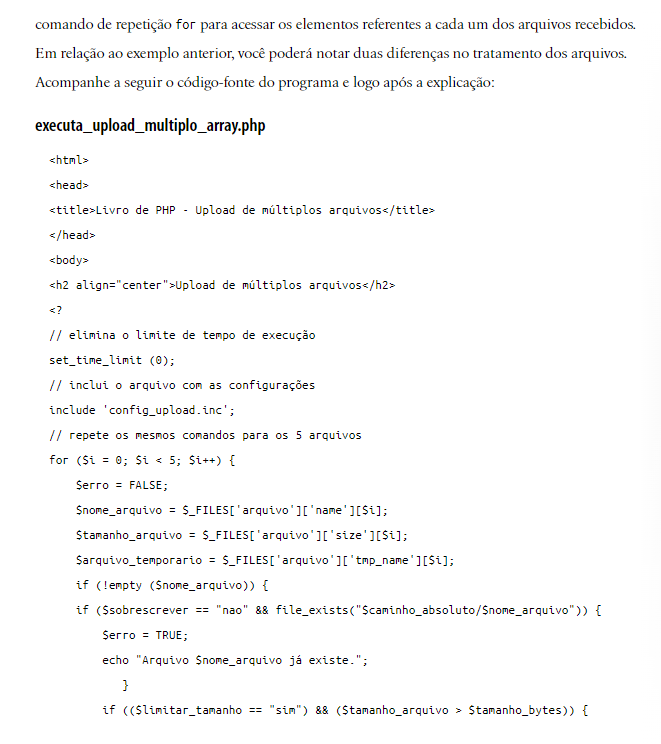 comando de repetição for para acessar os elementos referentes a cada um dos arquivos recebidos.
Em relação ao exemplo anterior, você poderá notar duas diferenças no tratamento dos arquivos.
Acompanhe a seguir o código-fonte do programa e logo após a explicação:
executa_upload_multiplo_array.php
<html>
<head>
<title>Livro de PHP - Upload de múltiplos arquivos</title>
</head>
<body>
<h2 align="center">Upload de múltiplos arquivos</h2>
<?
// elimina o limite de tempo de execução
set_time_limit (0);
// inclui o arquivo com as configurações
include 'config_upload.inc';
// repete os mesmos comandos para os 5 arquivos
for ($i = 0; $i < 5; $i++) {
$erro = FALSE;
$nome_arquivo = $_FILES['arquivo']['name'][$i];
$tamanho_arquivo = $_FILES['arquivo']['size'][$i];
$arquivo_temporario = $_FILES['arquivo']['tmp_name'][$i];
if (!empty ($nome_arquivo)) {
if ($sobrescrever == "nao" && file_exists("$caminho_absoluto/$nome_arquivo")) {
$erro = TRUE;
echo "Arquivo $nome_arquivo já existe.";
}
if (($limitar_tamanho == "sim") && ($tamanho_arquivo > $tamanho_bytes)) {